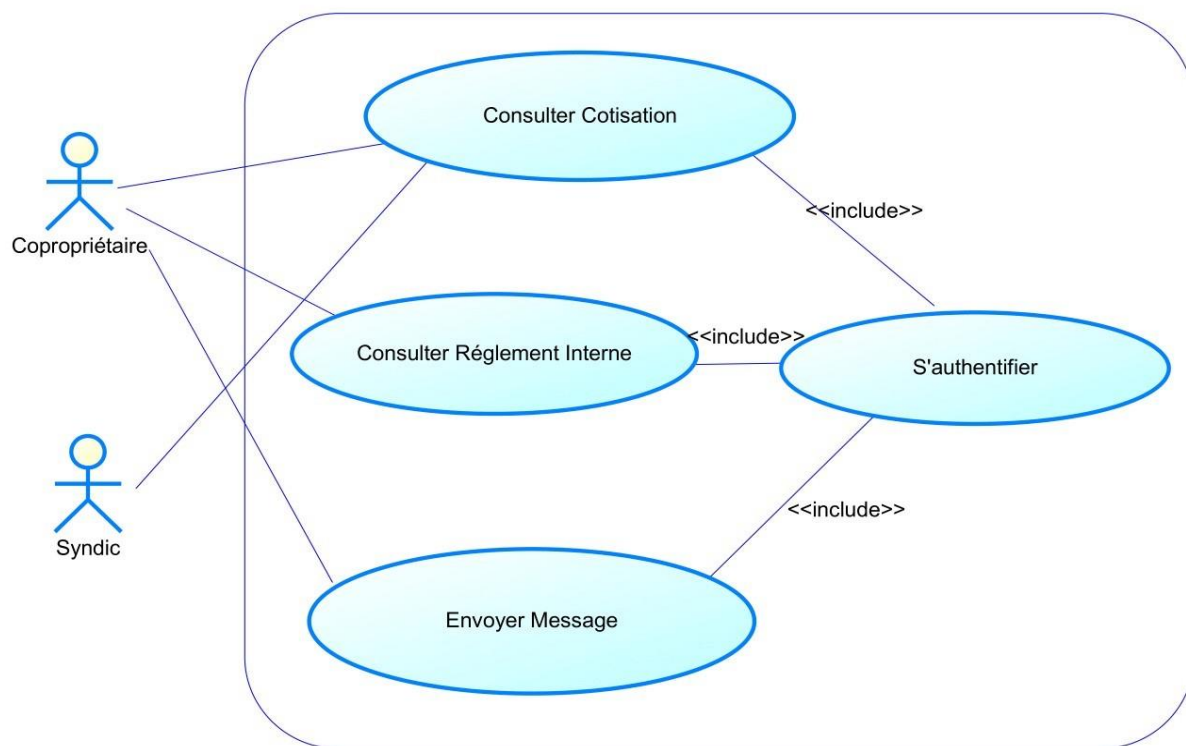 Consulter Cotisation
<<include>>
Copropriétaire
Consulter Réglement Interne
<<include>>
S'authentifier
<<include>>
Syndic
Envoyer Message